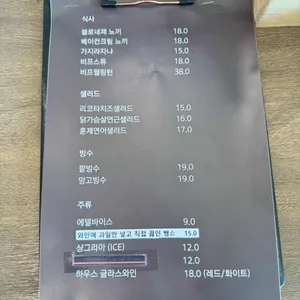 식사
볼로네제 뇨끼 18.0
베이컨크림 뇨끼 18.0
가지라자냐 15.0
비프스튜 18.0
비프웰링턴 38.0
샐러드
리코타치즈샐러드 15.0
닭가슴살연근샐러드 16.0
훈제연어샐러드 17.0
빙수
팥빙수 19.0
망고빙수 19.0
주류
에델바이스 9.0
와인에 과일만 넣고 직접 끓인 뱅쇼 15.0
상그리아 (ICE) 12.0
12.0
하우스 글라스와인 18.0 (레드/화이트)